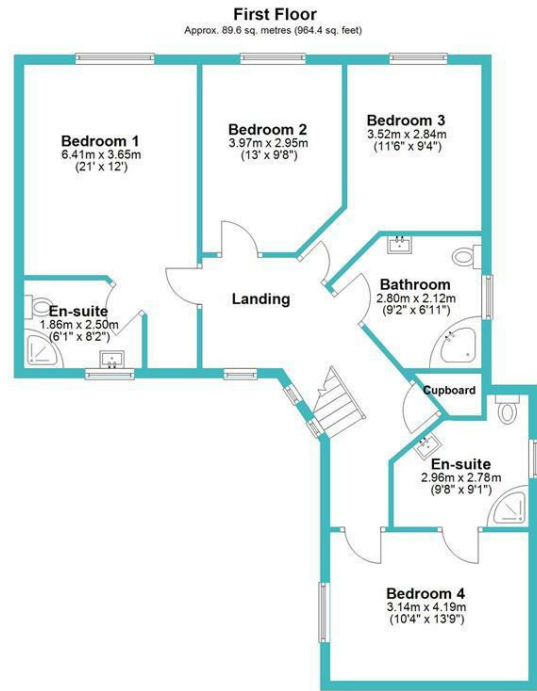 First Floor
Approx. 89.6 sq. metres (964.4 sq. feet)
Bedroom 1
6.41m x 3.65m
(21' x 12')
Bedroom 2
3.97m x 2.95m
(13' x 9'8")
Bedroom 3
3.52m x 2.84m
(11'6" x 9'4")
En-suite
1.86m x 2.50m
(6'1" x 8'2")
Landing
Bathroom
2.80m x 2.12m
(9'2" x 6'11")
Cupboard
En-suite
2.96m x 2.78m
(9'8" x 9'1")
Bedroom 4
3.14m x 4.19m
(10'4" x 13'9")